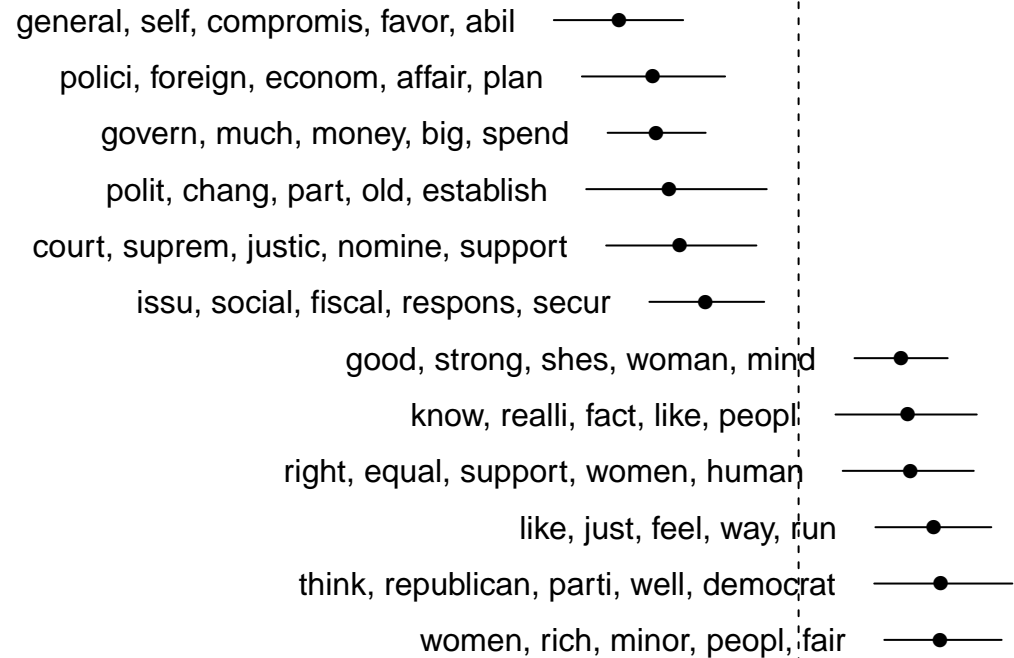 general, self, compromis, favor, abil
polici, foreign, econom, affair, plan
govern, much, money, big, spend
polit, chang, part, old, establish
court, suprem, justic, nomine, support
issu, social, fiscal, respons, secur
good, strong, shes, woman, mind
know, realli, fact, like, peopl
right, equal, support, women, human
like, just, feel, way, run
think, republican, parti, well, democrat
women, rich, minor, peopl, fair